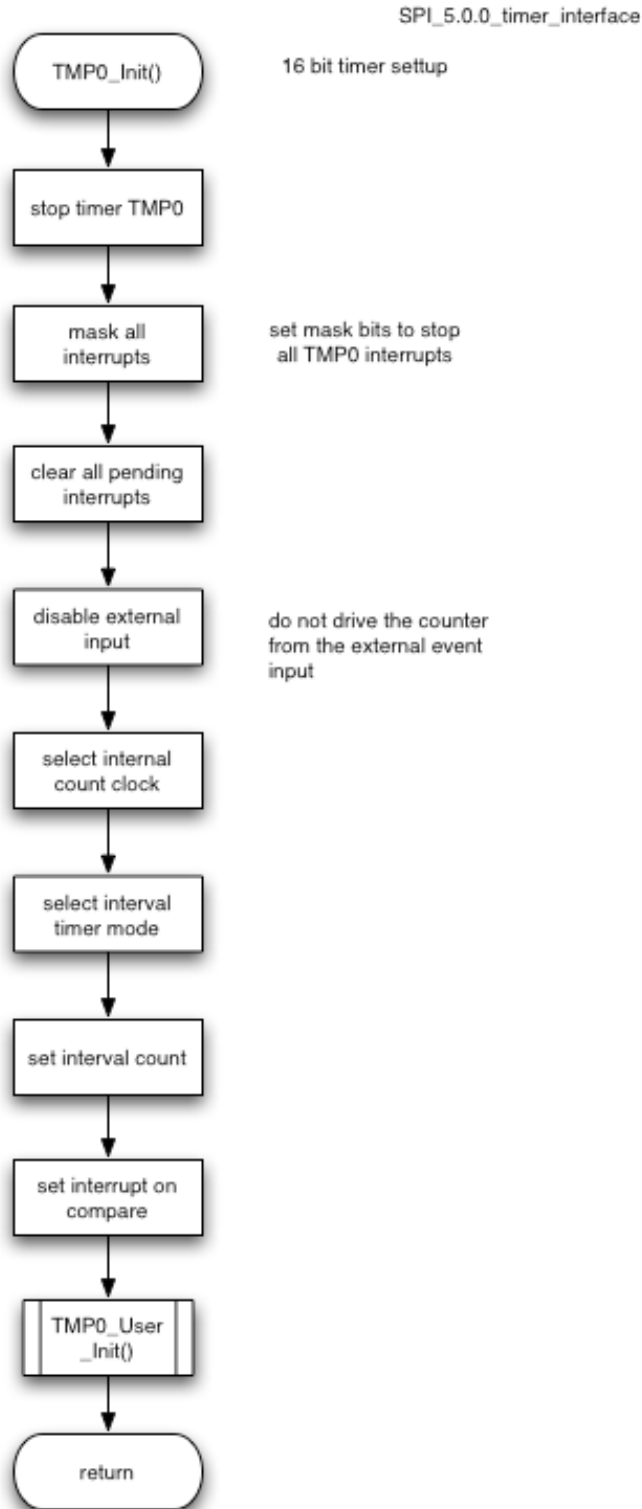 SPI_5.0.0_timer_interface
TMP0_Init()
16 bit timer settup
stop timer TMP0
mask all
interrupts
set mask bits to stop
all TMP0 interrupts
clear all pending
interrupts
disable external
input
do not drive the counter
from the external event
input
select internal
count clock
select interval
timer mode
set interval count
set interrupt on
compare
TMP0_User
_Init()
return